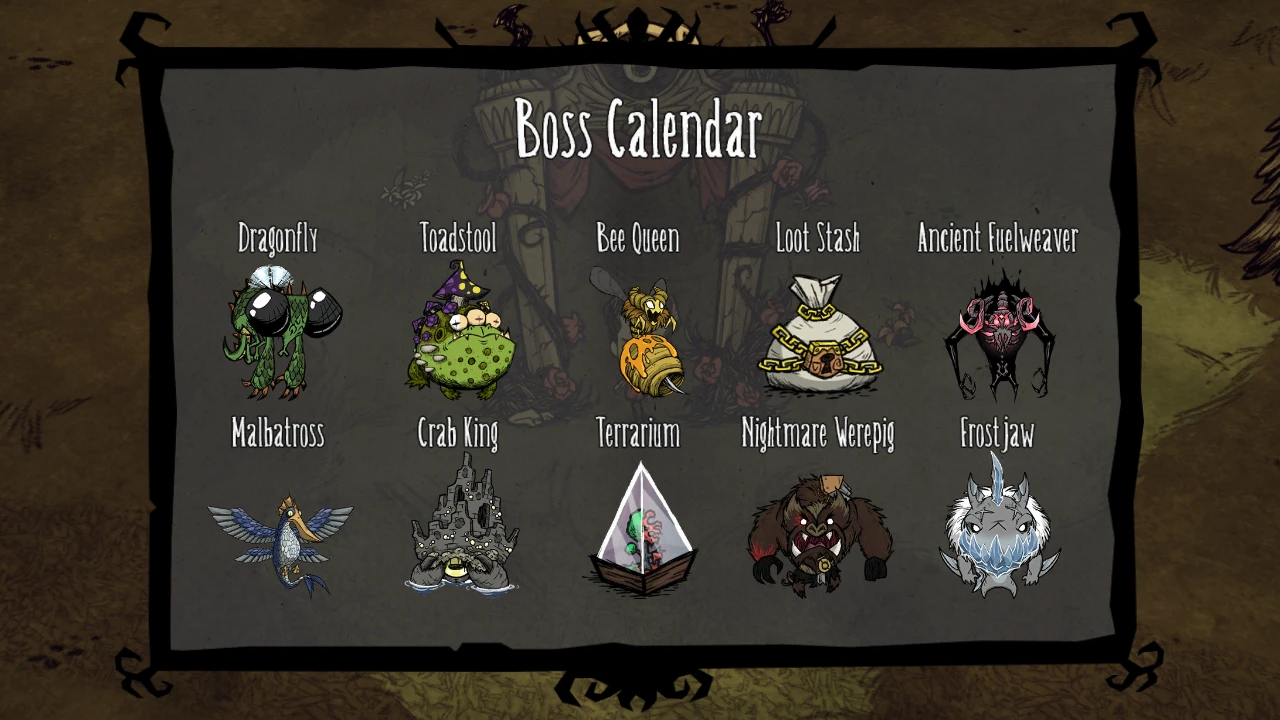 Boss Calendar
Dragonfly
Toadstool
Bee Queen
Loot Stash
Ancient Fuelweaver
Malbatross
Crab King
Terrarium
Nightmare Werepig
Frostjaw